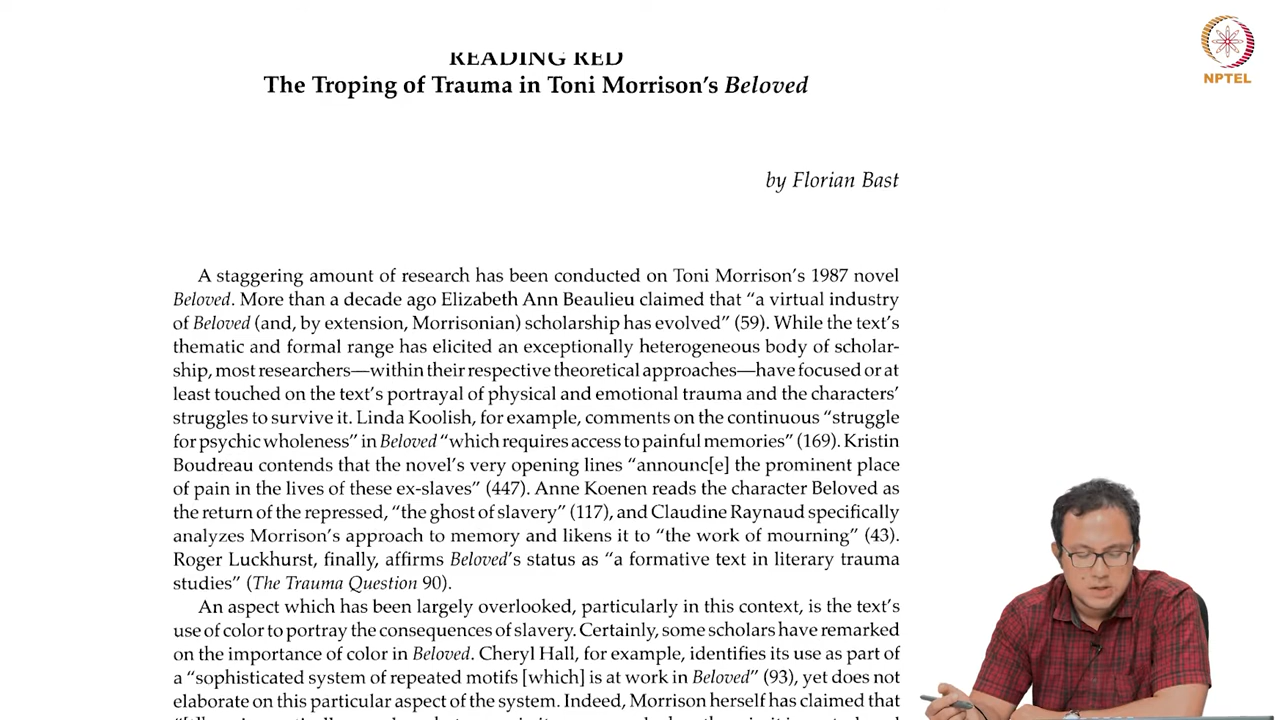 READING RED
The Troping of Trauma in Toni Morrison's Beloved
NPTEL
by Florian Bast
A staggering amount of research has been conducted on Toni Morrison's 1987 novel
Beloved. More than a decade ago Elizabeth Ann Beaulieu claimed that "a virtual industry
of Beloved (and, by extension, Morrisonian) scholarship has evolved" (59). While the text's
thematic and formal range has elicited an exceptionally heterogeneous body of scholar-
ship, most researchers—within their respective theoretical approaches—have focused or at
least touched on the text's portrayal of physical and emotional trauma and the characters'
struggles to survive it. Linda Koolish, for example, comments on the continuous "struggle
for psychic wholeness" in Beloved "which requires access to painful memories" (169). Kristin
Boudreau contends that the novel's very opening lines "announc[e] the prominent place
of pain in the lives of these ex-slaves" (447). Anne Koenen reads the character Beloved as
the return of the repressed, "the ghost of slavery" (117), and Claudine Raynaud specifically
analyzes Morrison's approach to memory and likens it to "the work of mourning" (43).
Roger Luckhurst, finally, affirms Beloved's status as "a formative text in literary trauma
studies" (The Trauma Question 90).
An aspect which has been largely overlooked, particularly in this context, is the text's
use of color to portray the consequences of slavery. Certainly, some scholars have remarked
on the importance of color in Beloved. Cheryl Hall, for example, identifies its use as part of
a "sophisticated system of repeated motifs [which] is at work in Beloved" (93), yet does not
elaborate on this particular aspect of the system. Indeed, Morrison herself has claimed that